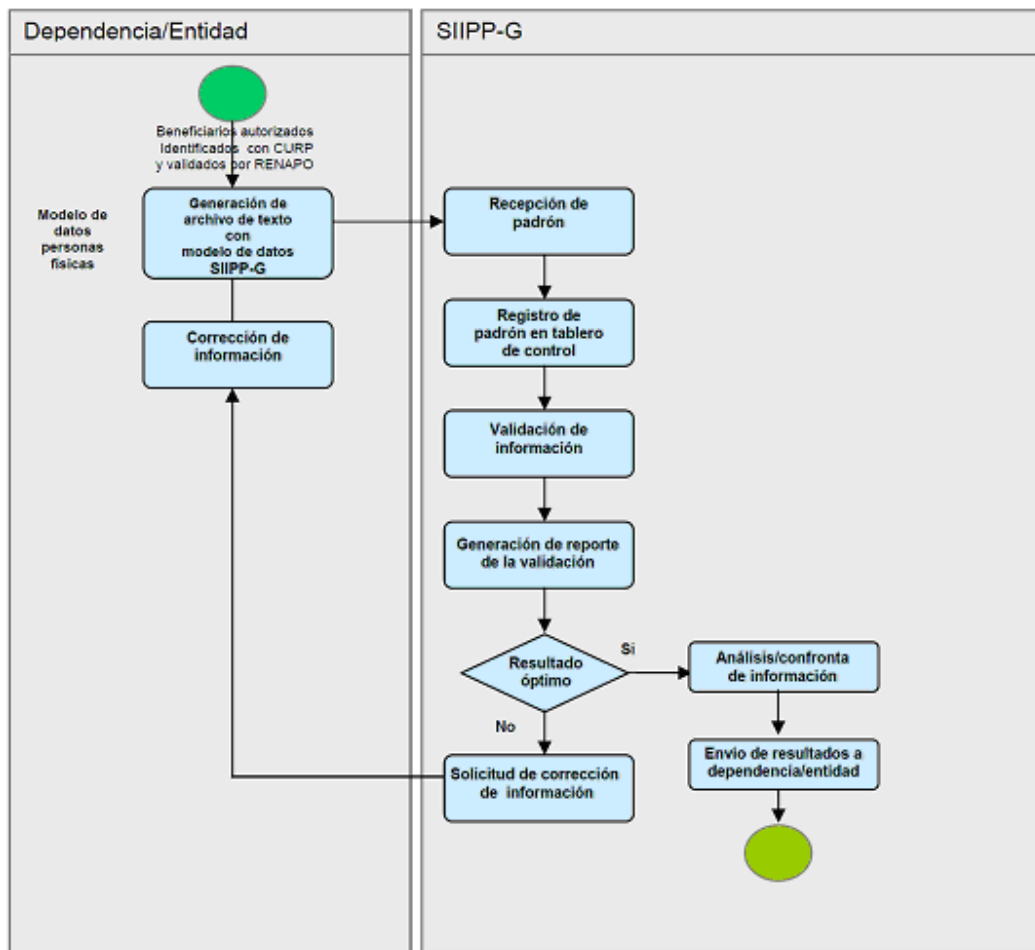 Dependencia/Entidad
SIIPP-G
Beneficiarios autorizados
Identificados con CURP
y validados por RENAPO
Modelo de
datos
personas
físicas
Generación de
archivo de texto
con
modelo de datos
SIIPP-G
Corrección de
información
Recepción de
padrón
Registro de
padrón en tablero
de control
Validación de
información
Generación de reporte
de la validación
Resultado
óptimo
Si
No
Análisis/confronta
de información
Envio de resultados a
dependencia/entidad
Solicitud de corrección
de información